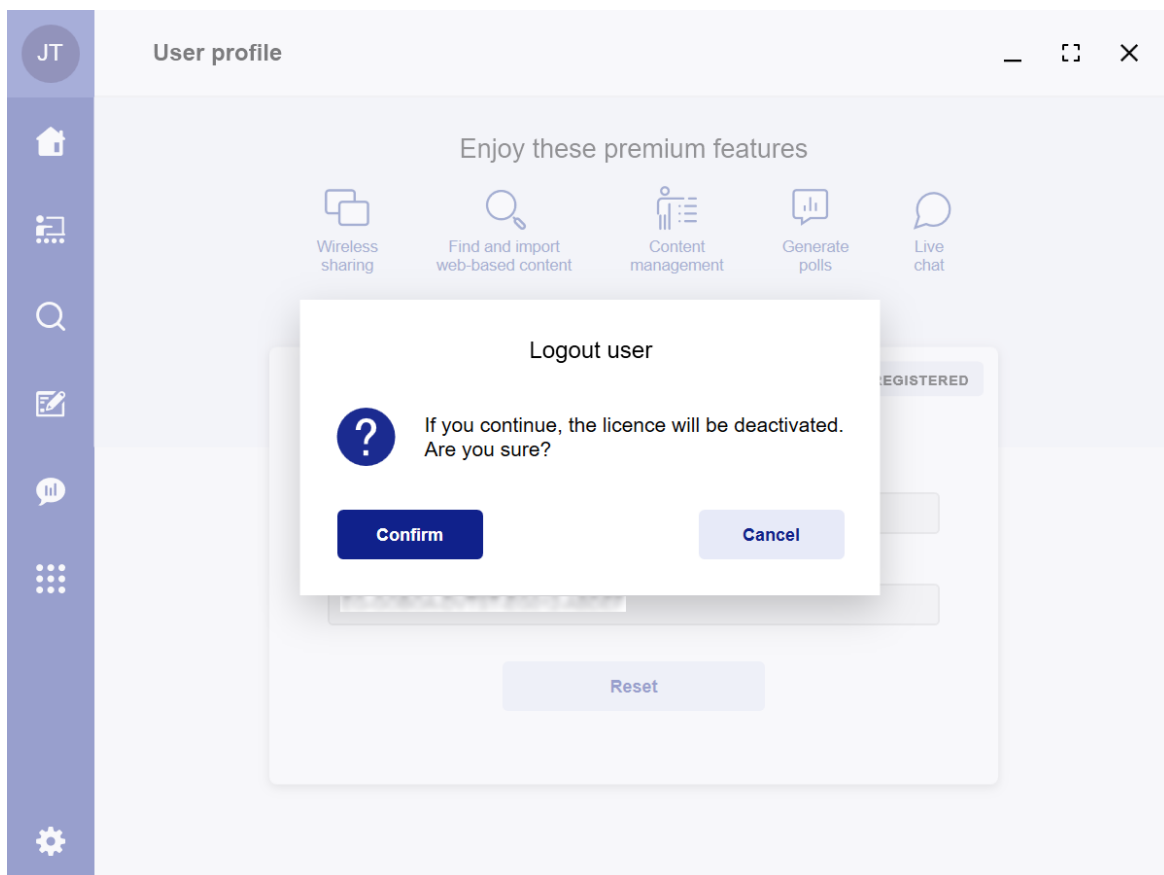 JT
User profile
Enjoy these premium features
Wireless
sharing
Find and import
web-based content
Content
management
Generate
polls
Live
chat
Logout user
EGISTERED
If you continue, the licence will be deactivated.
Are you sure?
Confirm
Cancel
Reset